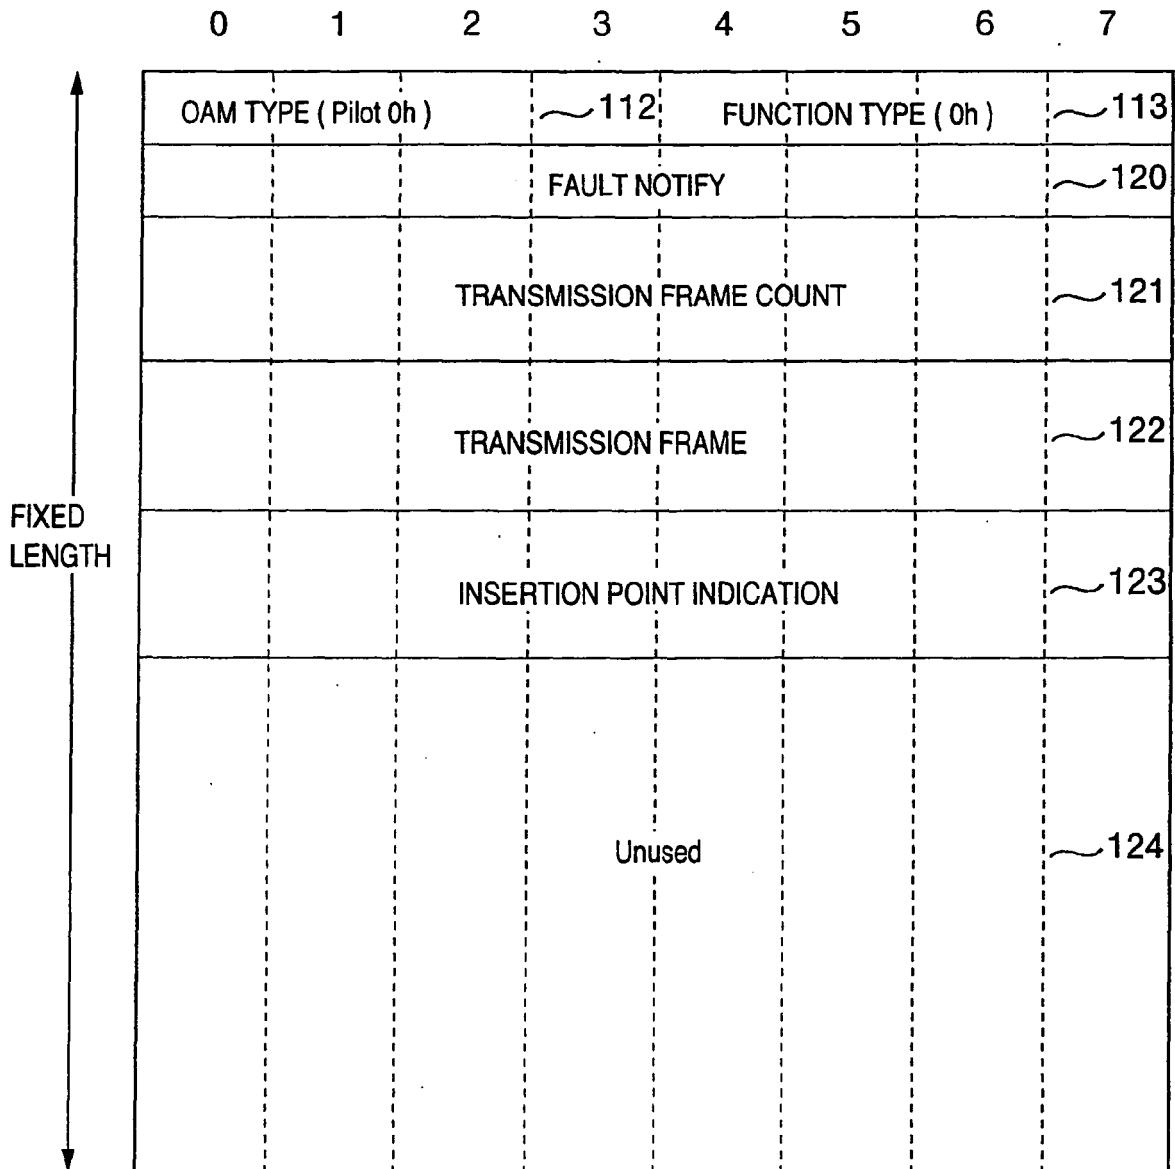 0 1 2 3 4 5 6 7
OAM TYPE ( Pilot 0h ) 112 FUNCTION TYPE ( 0h ) 113
FAULT NOTIFY 120
TRANSMISSION FRAME COUNT 121
TRANSMISSION FRAME 122
FIXED
LENGTH
INSERTION POINT INDICATION 123
Unused 124